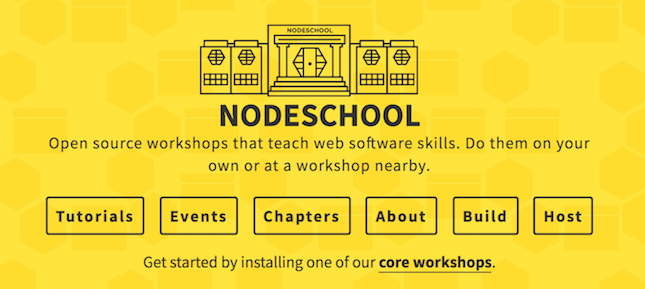 NODESCHOOL
NODESCHOOL
Open source workshops that teach web software skills. Do them on your
own or at a workshop nearby.
Tutorials Events Chapters About Build Host
Get started by installing one of our core workshops.